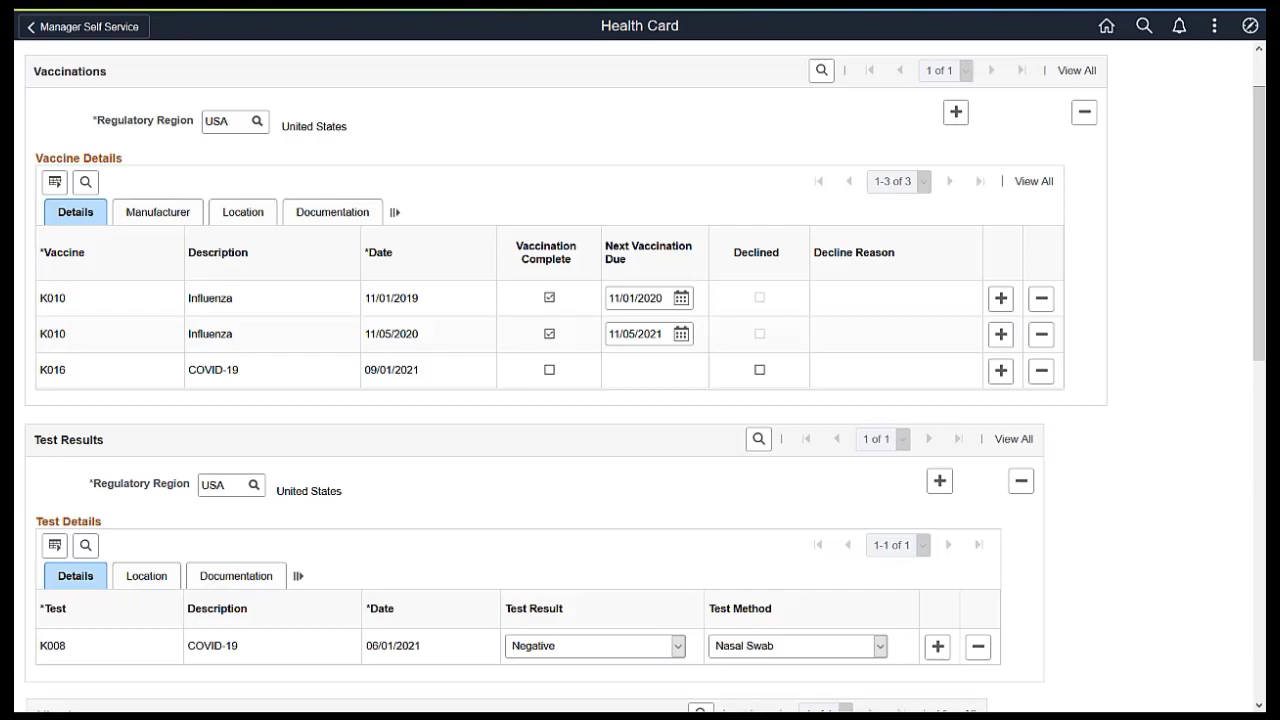 Manager Self Service
Health Card
Vaccinations
1 of 1
View All
*Regulatory Region
USA
United States
Vaccine Details
1-3 of 3
View All
Details
Manufacturer
Location
Documentation
*Vaccine
Description
*Date
Vaccination Complete
Next Vaccination Due
Declined
Decline Reason
K010
Influenza
11/01/2019
11/01/2020
K010
Influenza
11/05/2020
11/05/2021
K016
COVID-19
09/01/2021
Test Results
1 of 1
View All
*Regulatory Region
USA
United States
Test Details
1-1 of 1
Details
Location
Documentation
*Test
Description
*Date
Test Result
Test Method
K008
COVID-19
06/01/2021
Negative
Nasal Swab